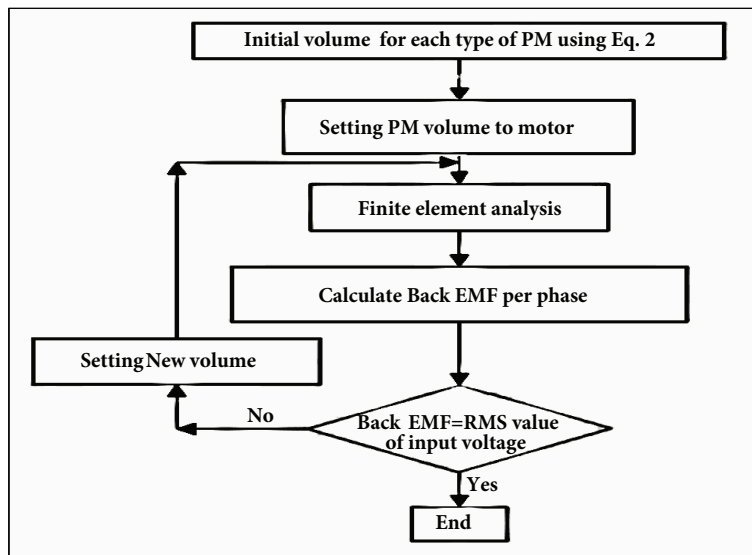 Initial volume for each type of PM using Eq. 2
Setting PM volume to motor
Finite element analysis
Calculate Back EMF per phase
Setting New volume
No
Back EMF=RMS value
of input voltage
Yes
End